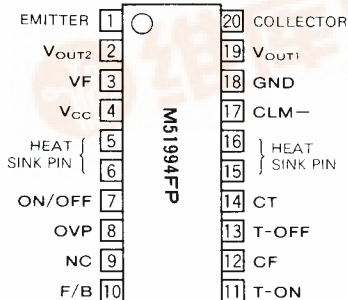 EMITTER 1 20 COLLECTOR
VOUT2 2 19 VOUT1
VF 3 18 GND
VCC 4 17 CLM−
HEAT SINK PIN { 5 16 } HEAT SINK PIN
6 15
M51994FP
ON/OFF 7 14 CT
OVP 8 13 T-OFF
NC 9 12 CF
F/B 10 11 T-ON